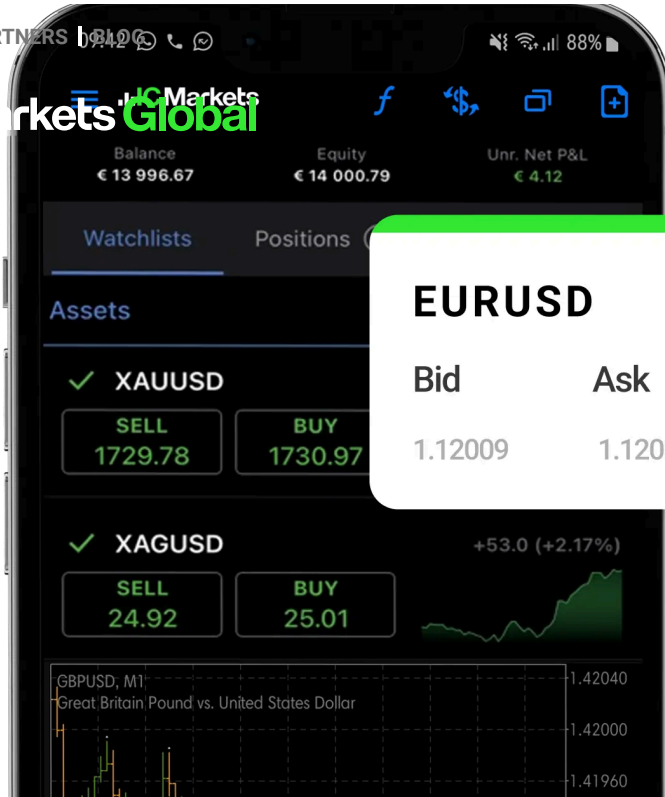 RTNERS | BLOG
09:42 88%
JCMarkets
rkets Global
Balance Equity Unr. Net P&L
€ 13 996.67 € 14 000.79 € 4.12
Watchlists Positions
Assets
EURUSD
Bid Ask
1.12009 1.120
XAUUSD
SELL BUY
1729.78 1730.97
XAGUSD +53.0 (+2.17%)
SELL BUY
24.92 25.01
GBPUSD, M1 1.42040
Great Britain Pound vs. United States Dollar
1.42000
1.41960